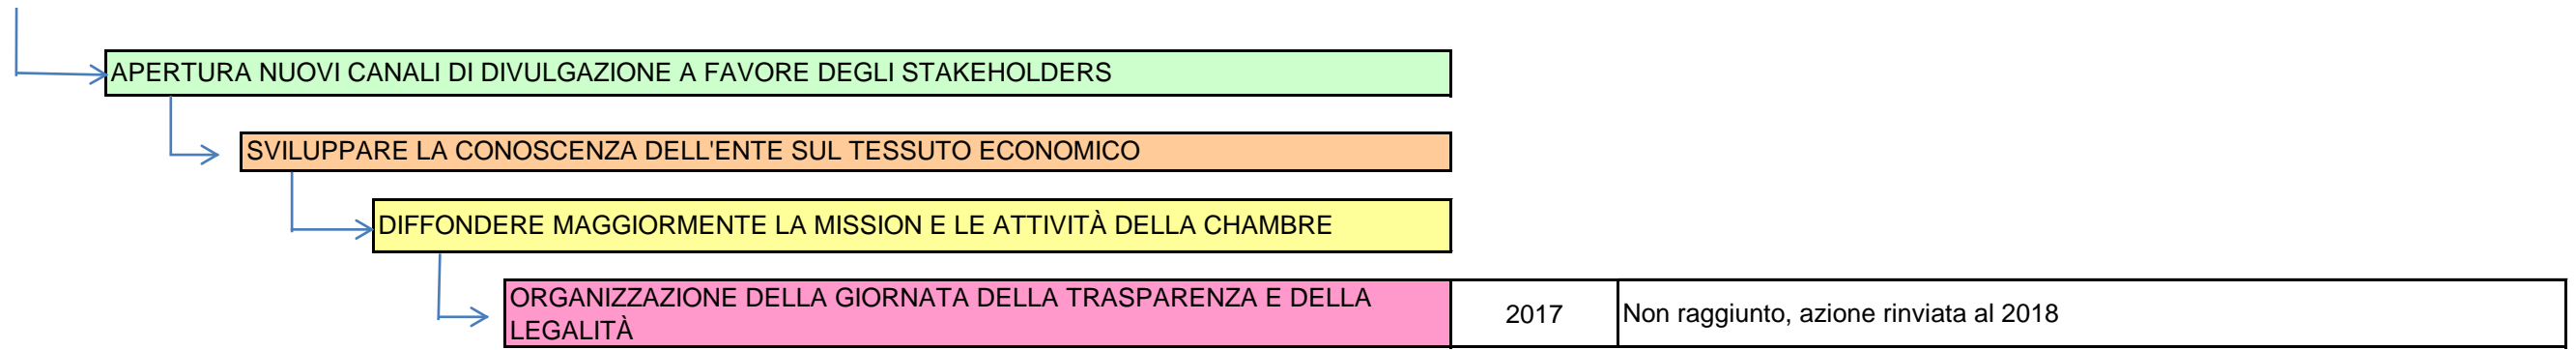 APERTURA NUOVI CANALI DI DIVULGAZIONE A FAVORE DEGLI STAKEHOLDERS
SVILUPPARE LA CONOSCENZA DELL'ENTE SUL TESSUTO ECONOMICO
DIFFONDERE MAGGIORMENTE LA MISSION E LE ATTIVITÀ DELLA CHAMBRE
ORGANIZZAZIONE DELLA GIORNATA DELLA TRASPARENZA E DELLA
LEGALITÀ
2017
Non raggiunto, azione rinviata al 2018